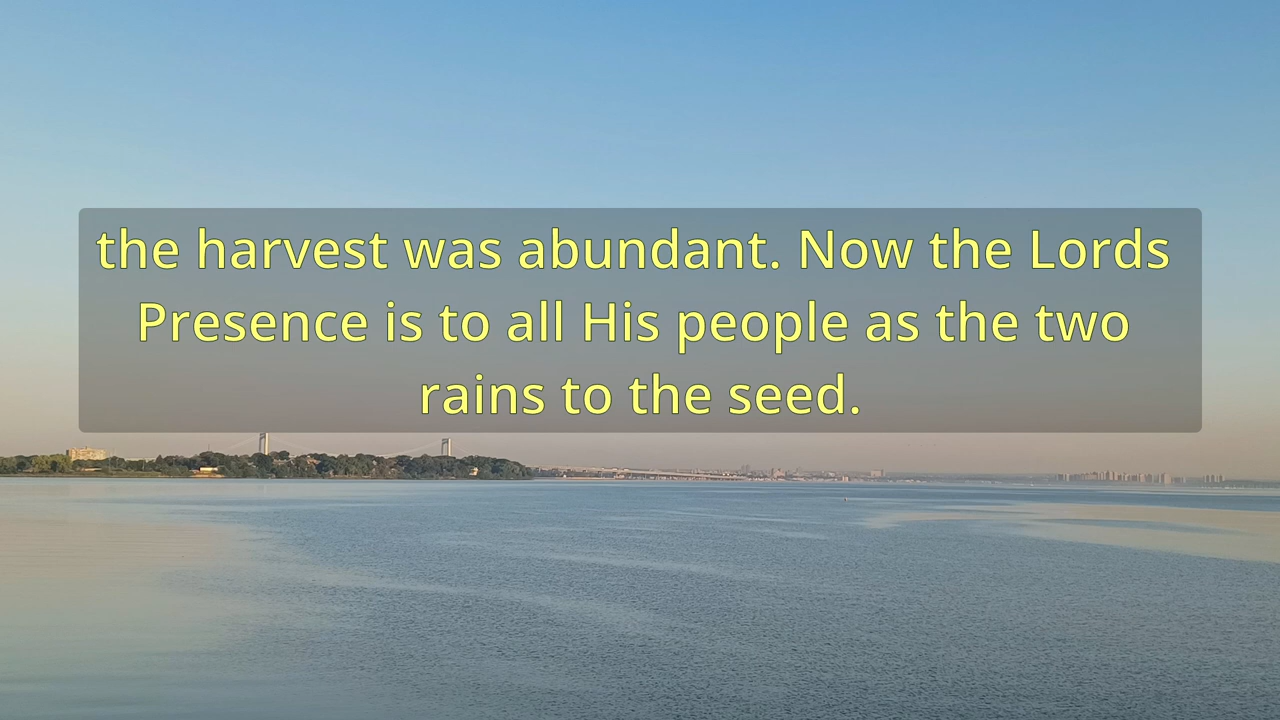 the harvest was abundant. Now the Lords
Presence is to all His people as the two
rains to the seed.